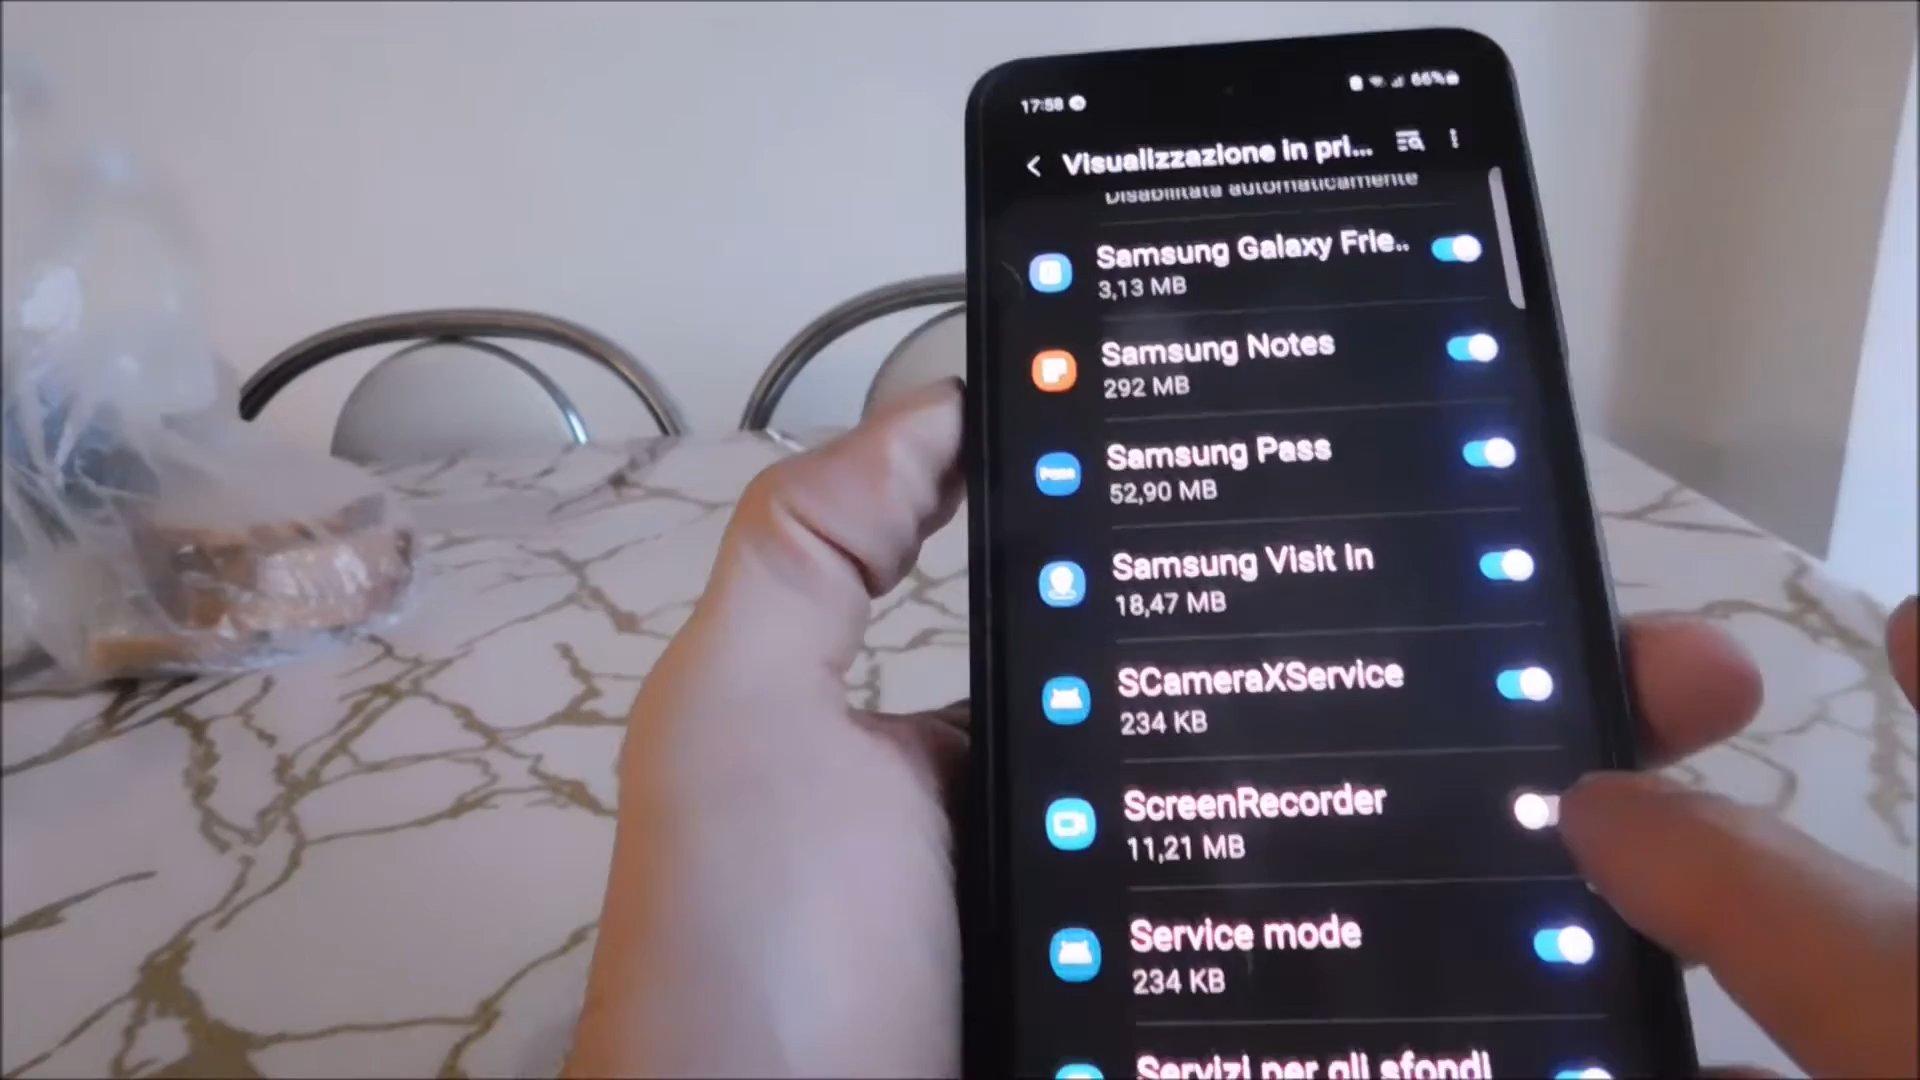 17:58
66%
Visualizzazione in pri...
Disabilitata automaticamente
Samsung Galaxy Frie..
3,13 MB
Samsung Notes
292 MB
Pass
Samsung Pass
52,90 MB
Samsung Visit In
18,47 MB
SCameraXService
234 KB
ScreenRecorder
11,21 MB
Service mode
234 KB
Servizi per gli sfondi